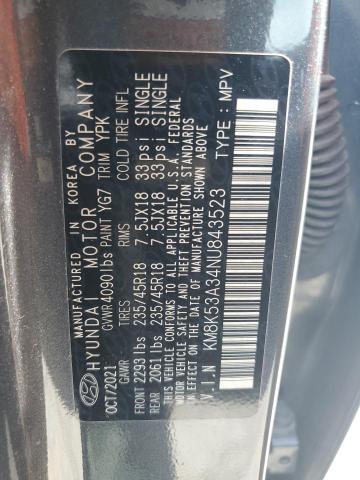 MANUFACTURED IN KOREA BY
HYUNDAI MOTOR COMPANY
OCT/2021 GVWR 4090 lbs PAINT YG7 TRIM YPK
GAWR RIMS COLD TIRE INFL
FRONT 2293 lbs 235/45R18 7.5JX18 33psi SINGLE
REAR 2061 lbs 235/45R18 7.5JX18 33 psi SINGLE
THIS VEHICLE CONFORMS TO ALL APPLICABLE U.S.A. FEDERAL
MOTOR VEHICLE SAFETY AND THEFT PREVENTION STANDARDS
IN EFFECT ON THE DATE OF MANUFACTURE SHOWN ABOVE.
V.I.N KM8K53A34NU843523 TYPE : MPV